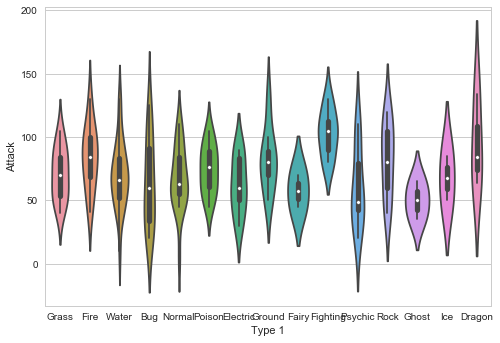 200
150
100
50
0
Attack
Grass Fire Water Bug Normal Poison Electric Ground Fairy Fighting Psychic Rock Ghost Ice Dragon
Type 1